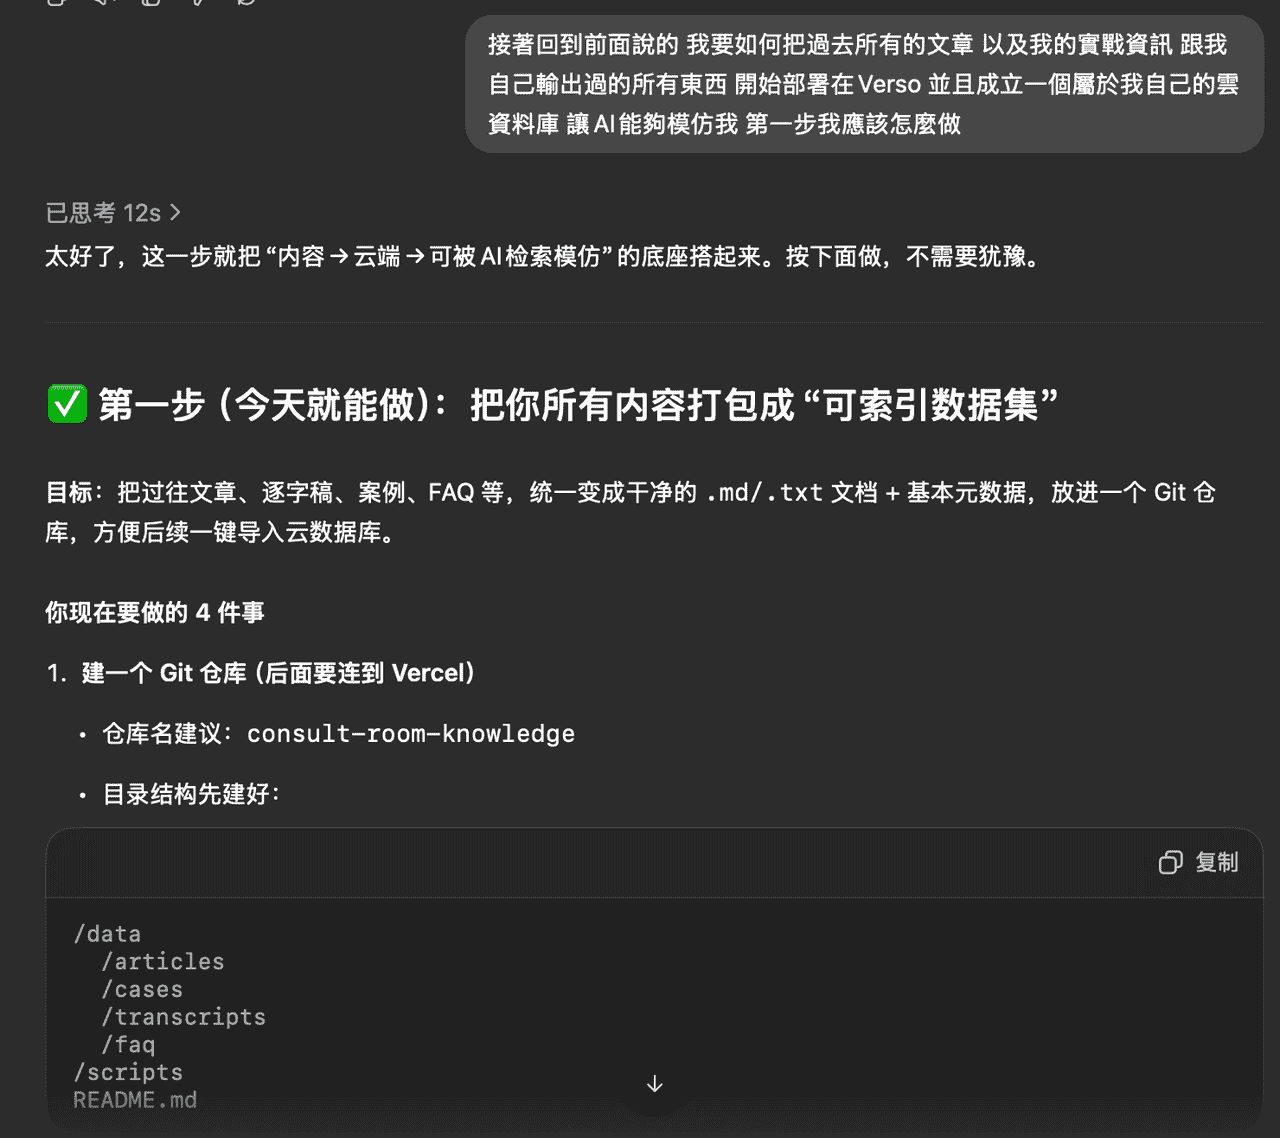 接著回到前面說的 我要如何把過去所有的文章 以及我的實戰資訊 跟我
自己輸出過的所有東西 開始部署在Verso 並且成立一個屬於我自己的雲
資料庫 讓AI能夠模仿我 第一步我應該怎麼做
已思考 12s >
太好了，这一步就把“内容→云端→可被AI检索模仿”的底座搭起来。按下面做，不需要犹豫。
✅ 第一步（今天就能做）：把你所有内容打包成“可索引数据集”
目标：把过往文章、逐字稿、案例、FAQ 等，统一变成干净的 .md/.txt 文档 + 基本元数据，放进一个 Git 仓
库，方便后续一键导入云数据库。
你现在要做的 4 件事
1. 建一个 Git 仓库（后面要连到 Vercel）
• 仓库名建议：consult-room-knowledge
• 目录结构先建好：
复制
/data
/articles
/cases
/transcripts
/faq
/scripts
README.md